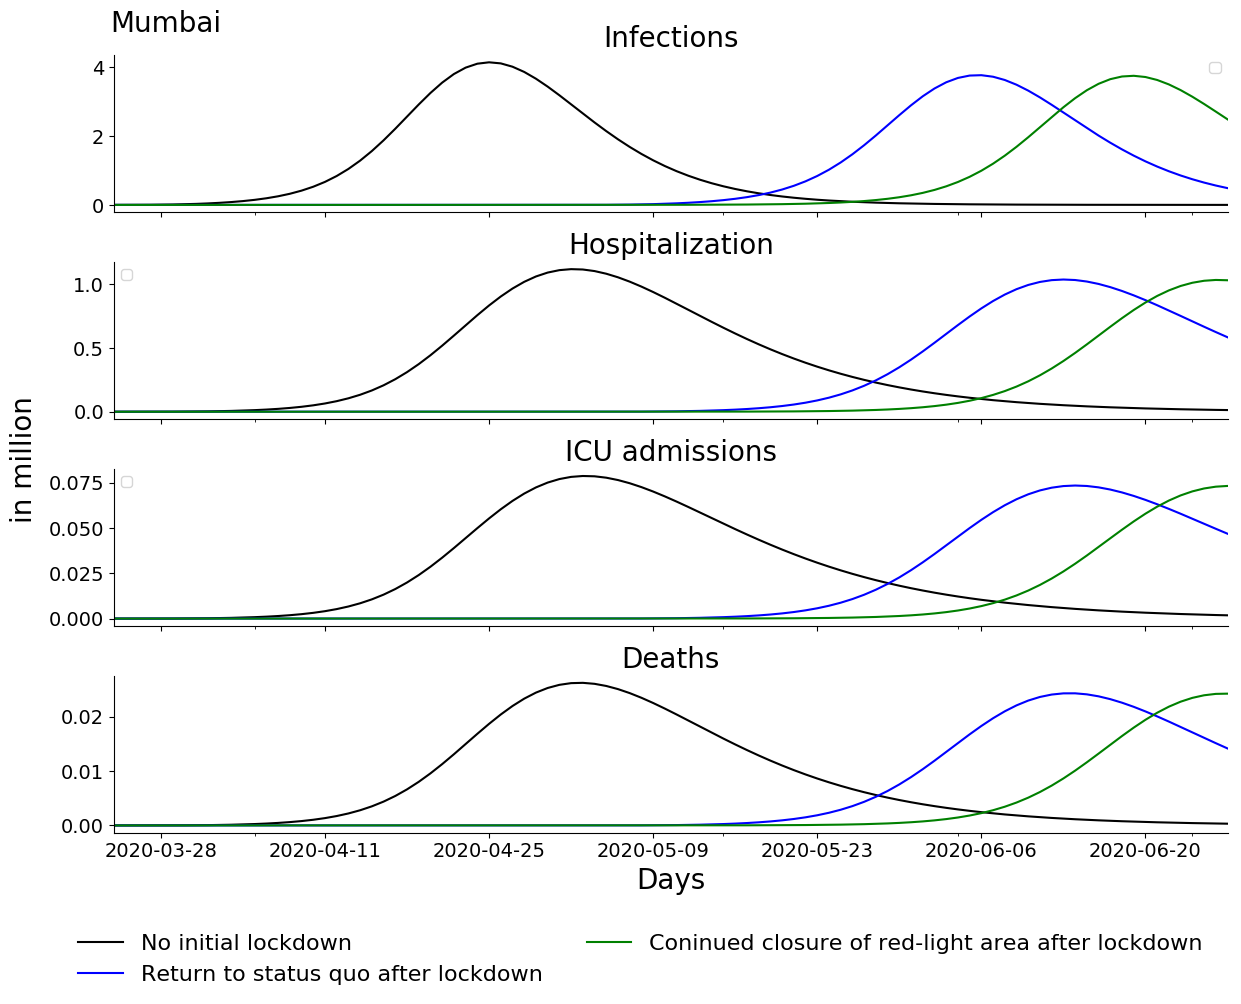 Mumbai
Infections
4
2
0
Hospitalization
1.0
0.5
0.0
in million
ICU admissions
0.075
0.050
0.025
0.000
Deaths
0.02
0.01
0.00
2020-03-28 2020-04-11 2020-04-25 2020-05-09 2020-05-23 2020-06-06 2020-06-20
Days
No initial lockdown
Coninued closure of red-light area after lockdown
Return to status quo after lockdown